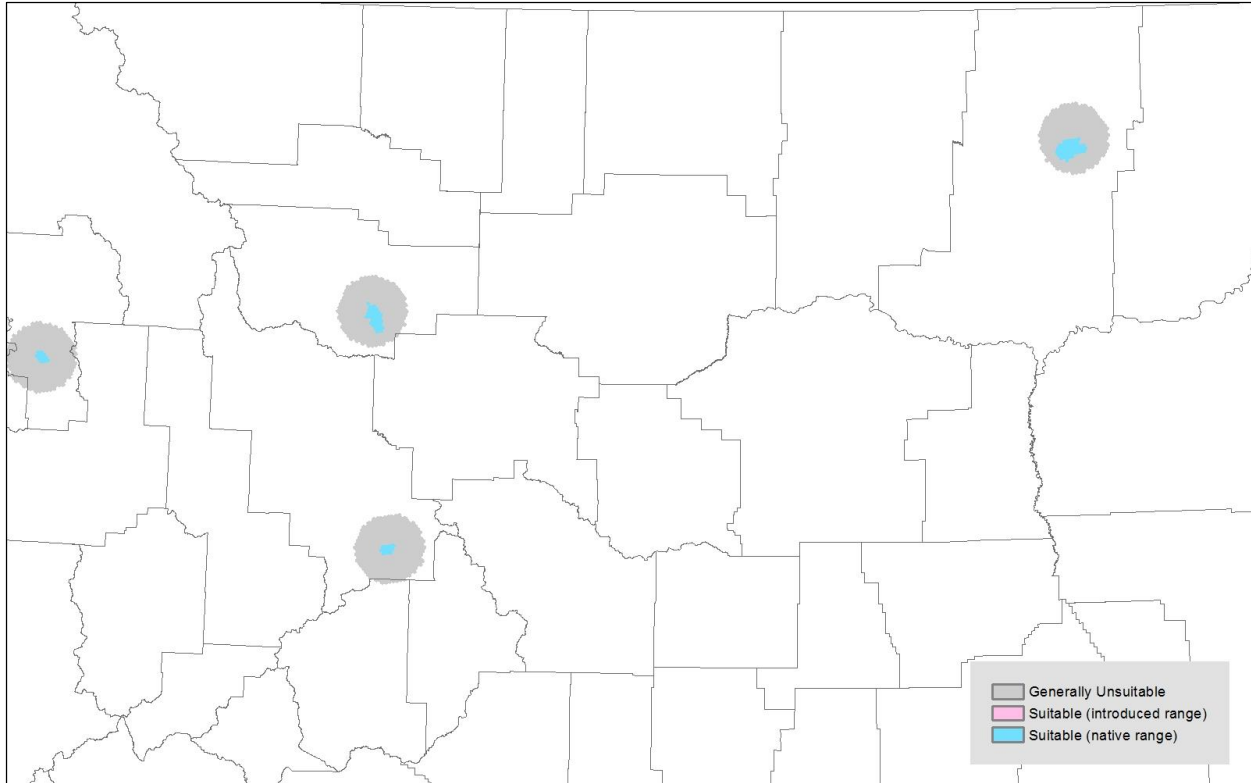 Generally Unsuitable
Suitable (introduced range)
Suitable (native range)